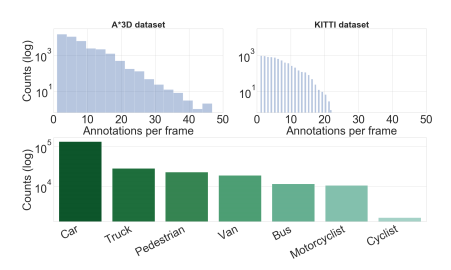 A*3D dataset
KITTI dataset
Counts (log)
10³
10¹
0 10 20 30 40 50
Annotations per frame
10³
10¹
0 10 20 30 40 50
Annotations per frame
Counts (log)
10⁵
10⁴
Car Truck Pedestrian Van Bus Motorcyclist Cyclist